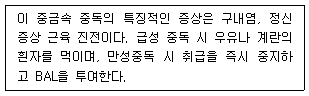 이 중금속 중독의 특징적인 증상은 구내염, 정신
증상 근육 진전이다. 급성 중독 시 우유나 계란의
흰자를 먹이며, 만성중독 시 취급을 즉시 중지하
고 BAL을 투여한다.